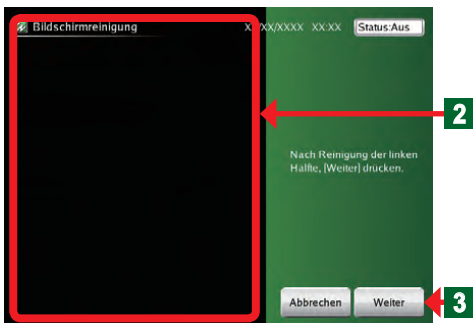 Bildschirmreinigung XX/XX/XXXX XX:XX Status:Aus
2
Nach Reinigung der linken
Hälfte, [Weiter] drücken.
Abbrechen Weiter 3